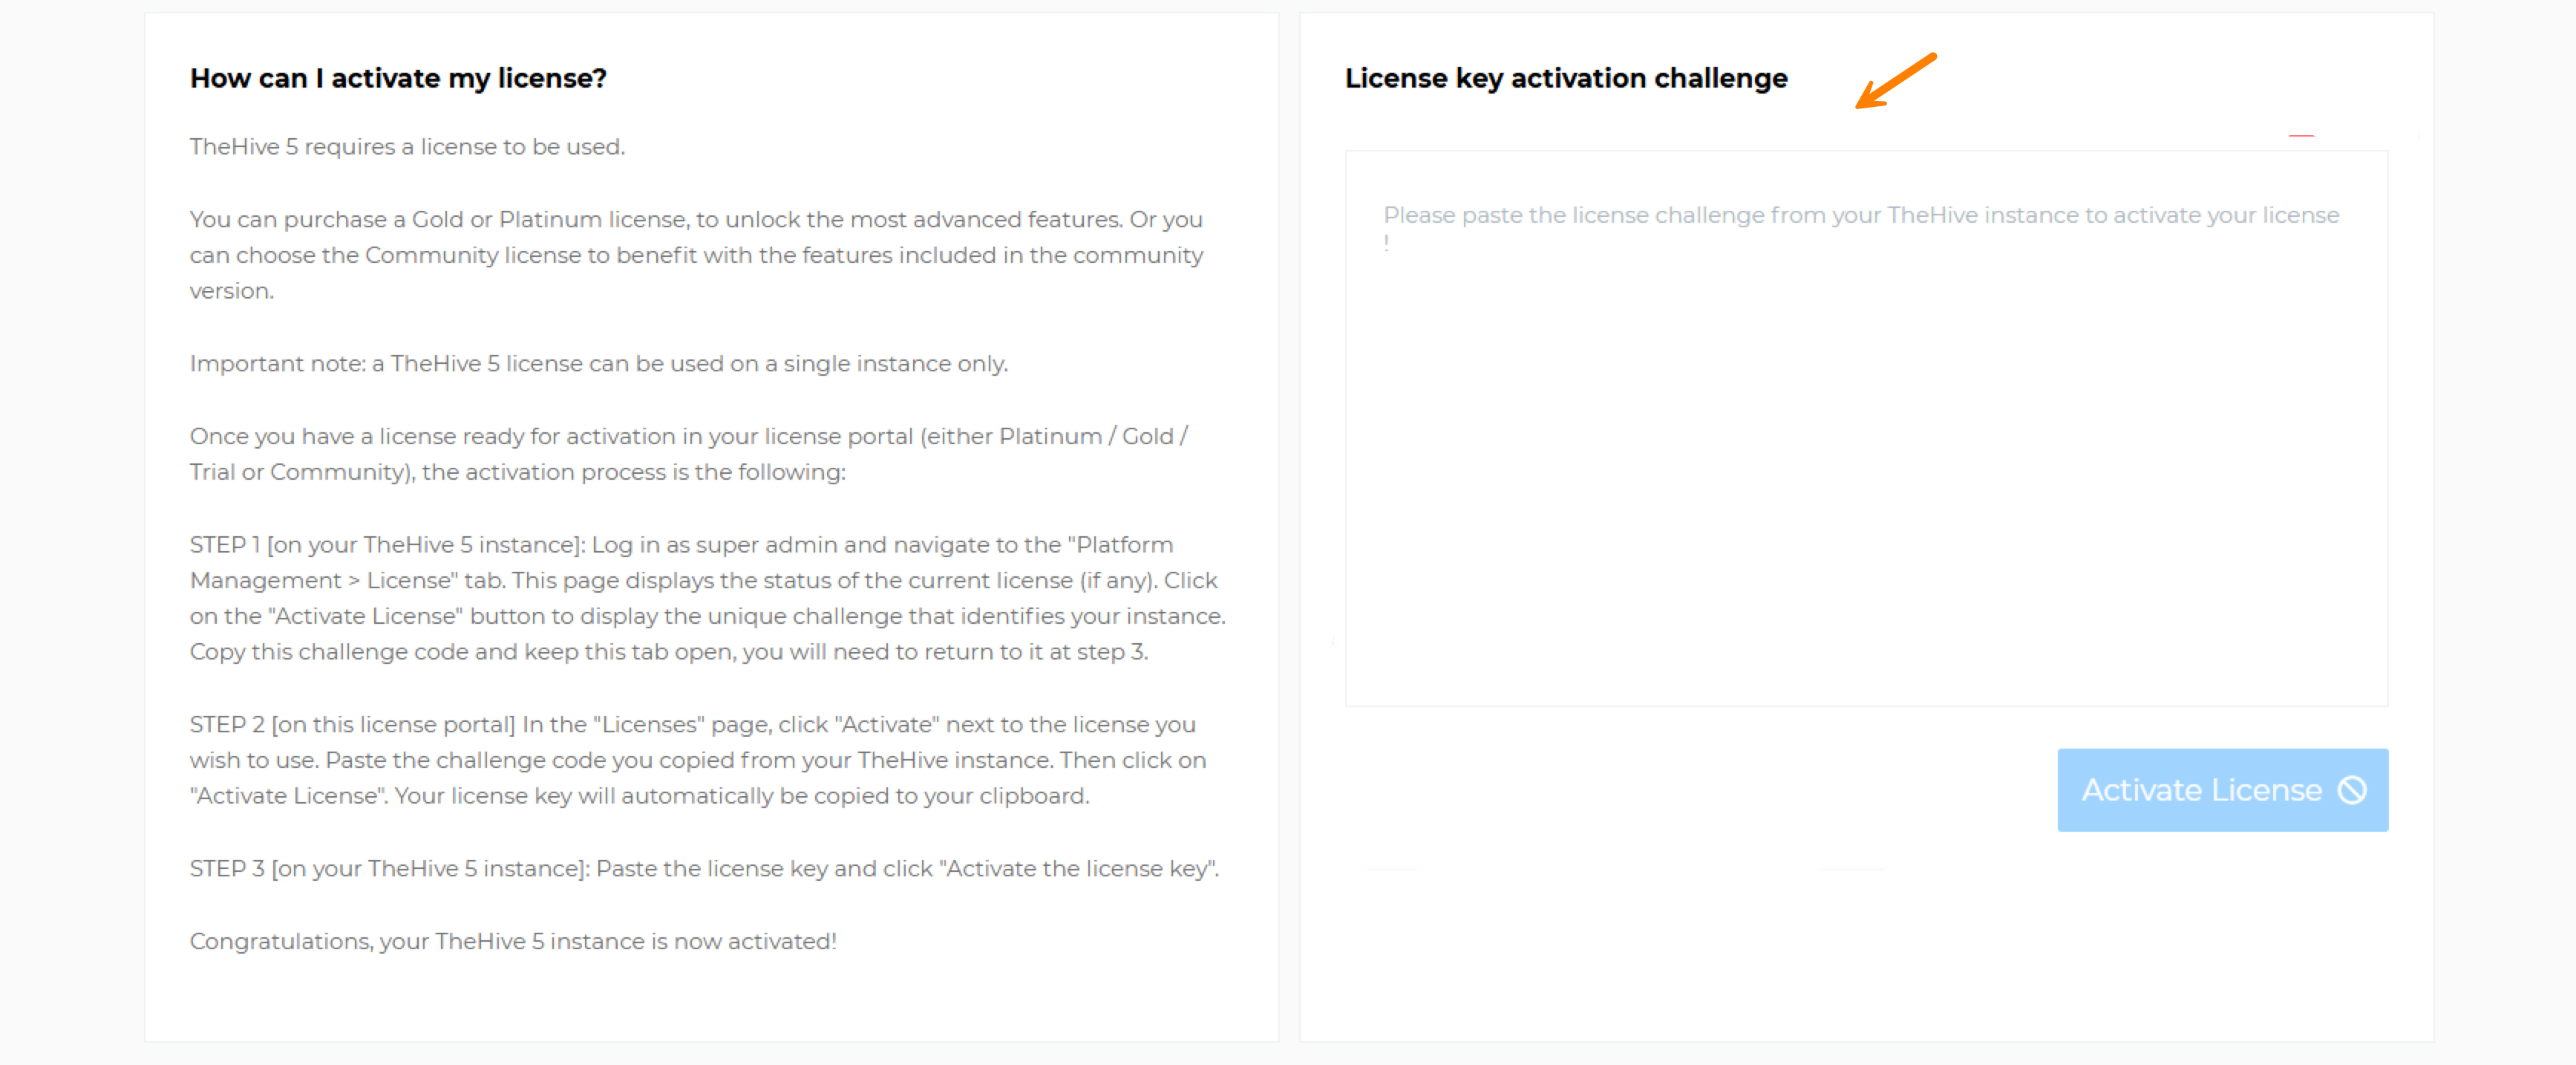 How can I activate my license?
TheHive 5 requires a license to be used.
You can purchase a Gold or Platinum license, to unlock the most advanced features. Or you
can choose the Community license to benefit with the features included in the community
version.
Important note: a TheHive 5 license can be used on a single instance only.
Once you have a license ready for activation in your license portal (either Platinum / Gold /
Trial or Community), the activation process is the following:
STEP 1 [on your TheHive 5 instance]: Log in as super admin and navigate to the "Platform
Management > License" tab. This page displays the status of the current license (if any). Click
on the "Activate License" button to display the unique challenge that identifies your instance.
Copy this challenge code and keep this tab open, you will need to return to it at step 3.
STEP 2 [on this license portal] In the "Licenses" page, click "Activate" next to the license you
wish to use. Paste the challenge code you copied from your TheHive instance. Then click on
"Activate License". Your license key will automatically be copied to your clipboard.
STEP 3 [on your TheHive 5 instance]: Paste the license key and click "Activate the license key".
Congratulations, your TheHive 5 instance is now activated!
License key activation challenge
Please paste the license challenge from your TheHive instance to activate your license
!
Activate License